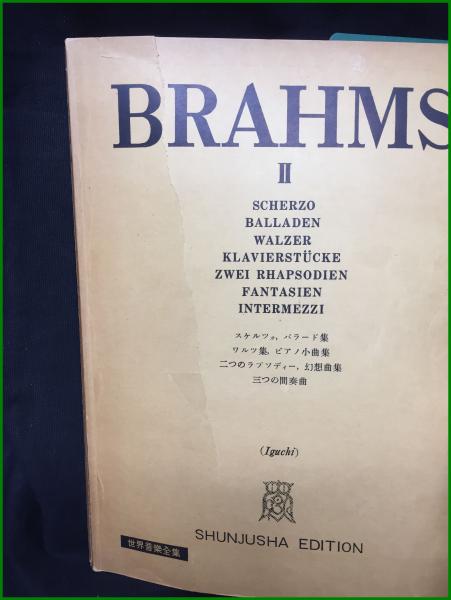 BRAHMS
II
SCHERZO
BALLADEN
WALZER
KLAVIERSTÜCKE
ZWEI RHAPSODIEN
FANTASIEN
INTERMEZZI
スケルツォ, バラード集
ワルツ集, ピアノ小曲集
二つのラプソディー, 幻想曲集
三つの間奏曲
(Iguchi)
世界音樂全集
SHUNJUSHA EDITION